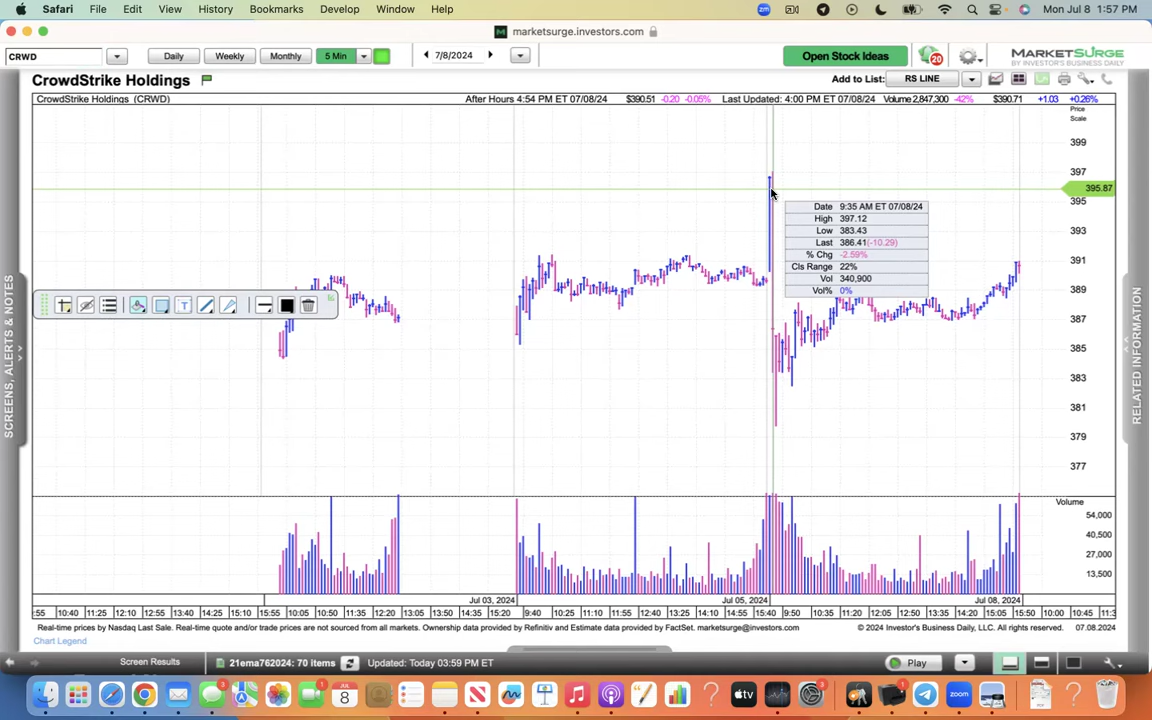 Safari File Edit View History Bookmarks Develop Window Help Mon Jul 8 1:57 PM
marketsurge.investors.com
CRWD Daily Weekly Monthly 5 Min 7/8/2024 Open Stock Ideas 20 MARKETSURGE
BY INVESTOR'S BUSINESS DAILY
CrowdStrike Holdings Add to List: RS LINE
CrowdStrike Holdings (CRWD) After Hours 4:54 PM ET 07/08/24 $390.51 -0.20 -0.05% Last Updated: 4:00 PM ET 07/08/24 Volume 2,847,300 -42% $390.71 +1.03 +0.26%
Price
Scale
399
397
395.87
395
393
391
389
387
385
383
381
379
377
Date 9:35 AM ET 07/08/24
High 397.12
Low 383.43
Last 386.41(-10.29)
% Chg -2.59%
Cls Range 22%
Vol 340,900
Vol% 0%
T
SCREENS, ALERTS & NOTES
RELATED INFORMATION
Volume
54,000
40,500
27,000
13,500
Jul 03, 2024 Jul 05, 2024 Jul 08, 2024
:55 10:40 11:25 12:10 12:55 13:40 14:25 15:10 15:55 10:05 10:50 11:35 12:20 13:05 13:50 14:35 15:20 9:40 10:25 11:10 11:55 12:40 13:25 14:10 14:55 15:40 9:50 10:35 11:20 12:05 12:50 13:35 14:20 15:05 15:50 10:00 10:45 11:3
Real-time prices by Nasdaq Last Sale. Real-time quote and/or trade prices are not sourced from all markets. Ownership data provided by Refinitiv and Estimate data provided by FactSet. marketsurge@investors.com © 2024 Investor's Business Daily, LLC. All rights reserved. 07.08.2024
Chart Legend
Screen Results 21ema762024: 70 items Updated: Today 03:59 PM ET Play
3 1 JUL 8 3 1 zoom
tv